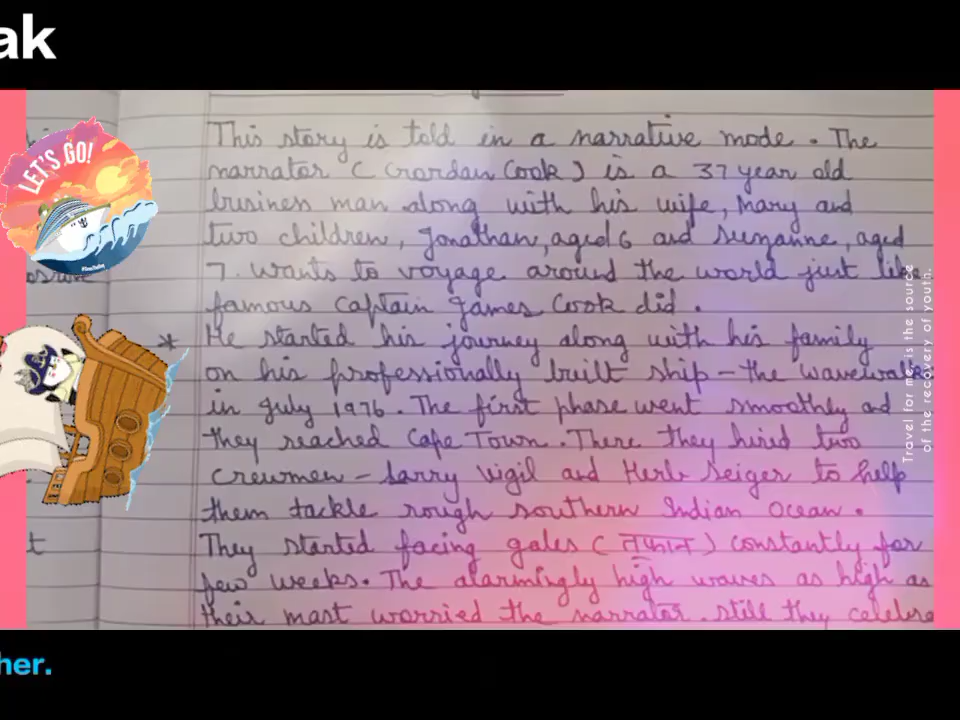 ak
This story is told in a narrative mode. The
narrator (Crordan Cook) is a 37 year old
business man along with his wife, Mary and
two children, Jonathan, aged 6 and Suzanne, aged
7. Wants to voyage around the world just like
famous Captain James Cook did.
* He started his journey along with his family
on his professionally built ship - the wavewalk
in July 1976. The first phase went smoothly ad
they reached Cape Town. There they hired two
crewmen - Larry Vigil and Herb Seiger to help
them tackle rough southern Indian Ocean.
They started facing gales (तूफान) constantly for
few weeks. The alarmingly high waves as high as
their mast worried the narrator. still they celebra
LET'S GO!
t
Travel for me is the source
of the recovery of youth.
her.